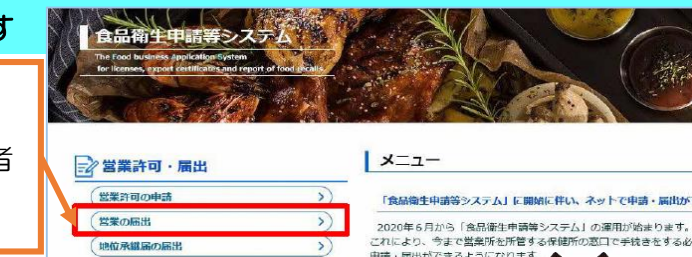 す
食品衛生申請等システム
The Food business Application System
for licenses, export certificates and report of food recalls
者
営業許可・届出
営業許可の申請
営業の届出
地位承継届の届出
メニュー
「食品衛生申請等システム」に開始に伴い、ネットで申請・届出が
2020年6月から「食品衛生申請等システム」の運用が始まります。
これにより、今まで営業所を所管する保健所の窓口で手続きをする必
申請・届出ができるようになります